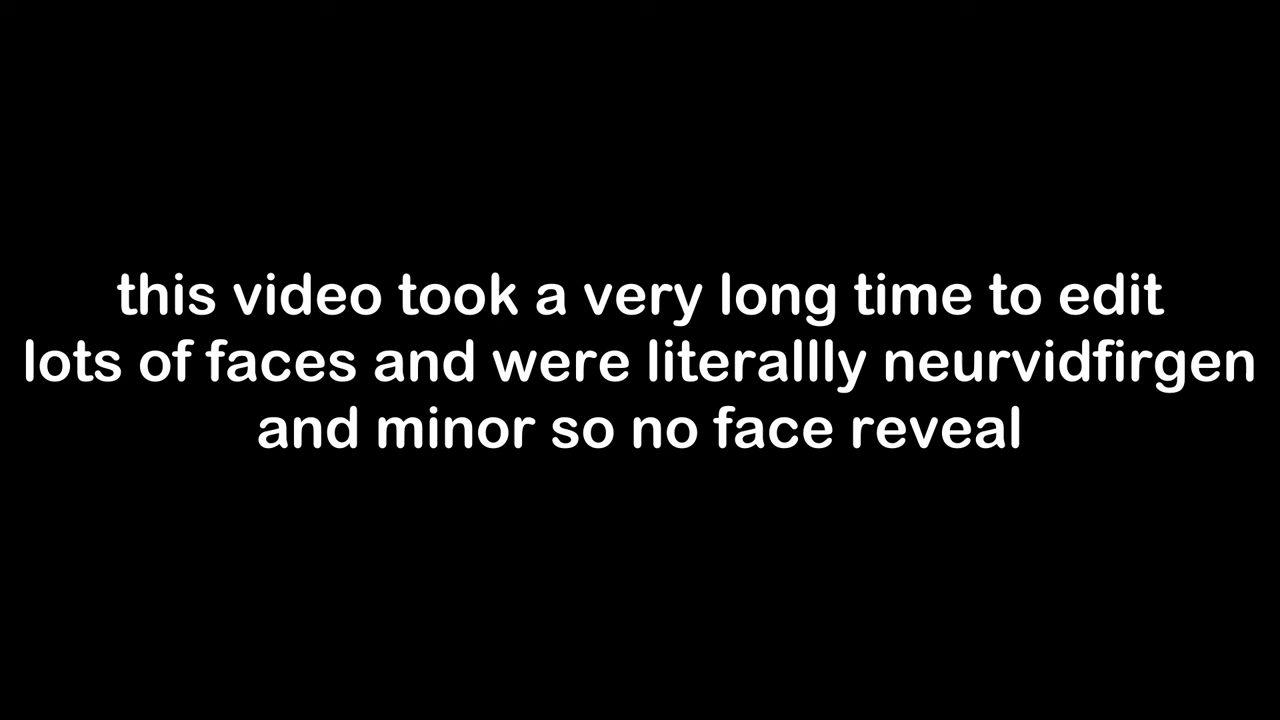 this video took a very long time to edit
lots of faces and were literallly neurvidfirgen
and minor so no face reveal